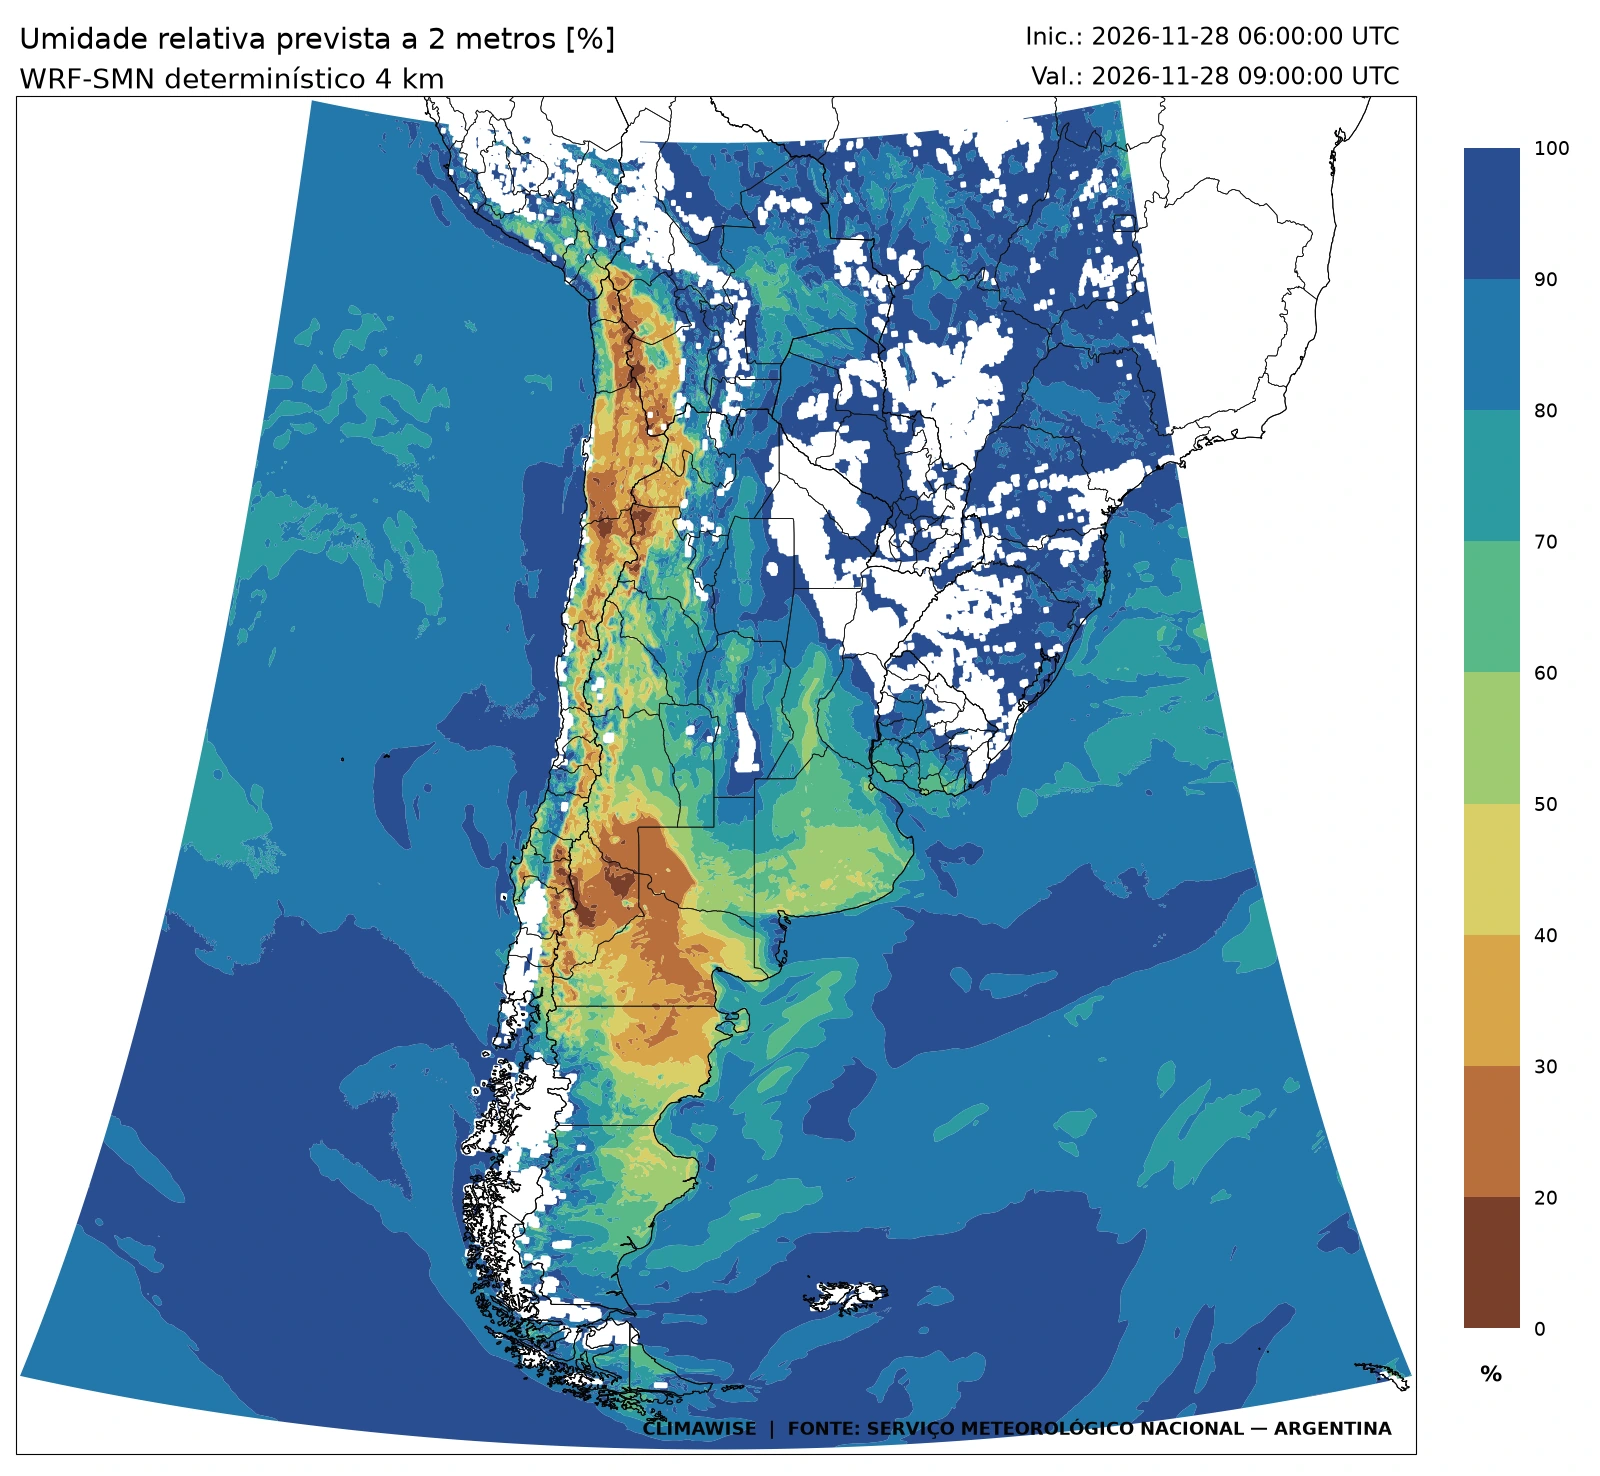 Umidade relativa prevista a 2 metros [%]
WRF-SMN determinístico 4 km
Inic.: 2026-11-28 06:00:00 UTC
Val.: 2026-11-28 09:00:00 UTC
100
90
80
70
60
50
40
30
20
0
%
CLIMAWISE | FONTE: SERVIÇO METEOROLÓGICO NACIONAL — ARGENTINA